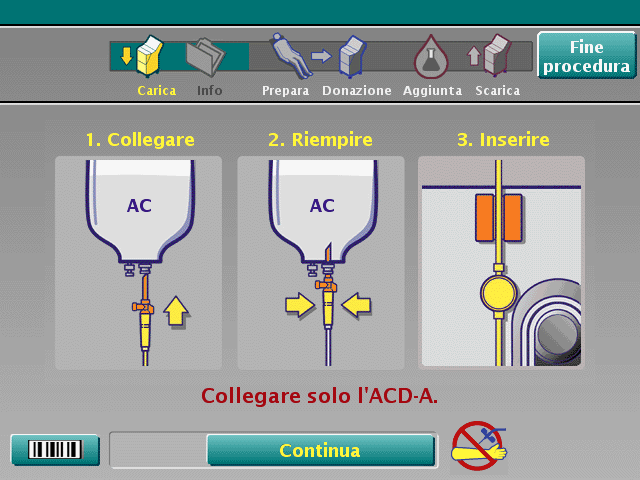 Carica
Info
Prepara
Donazione
Aggiunta
Scarica
Fine
procedura
1. Collegare
2. Riempire
3. Inserire
AC
AC
Collegare solo l'ACD-A.
Continua